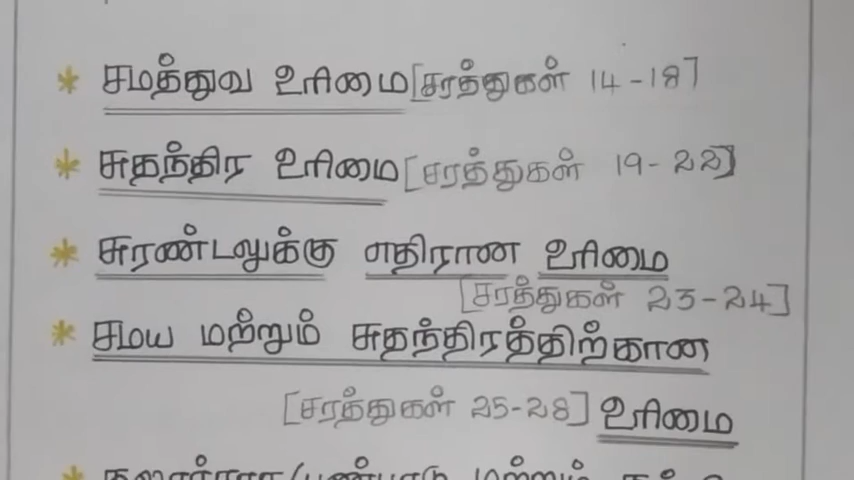 * சமத்துவ உரிமை [சரத்துகள் 14-18]
* சுதந்திர உரிமை [சரத்துகள் 19-22]
* சுரண்டலுக்கு எதிரான உரிமை
[சரத்துகள் 23-24]
* சமய மற்றும் சுதந்திரத்திற்கான
[சரத்துகள் 25-28] உரிமை
* மற்றும்